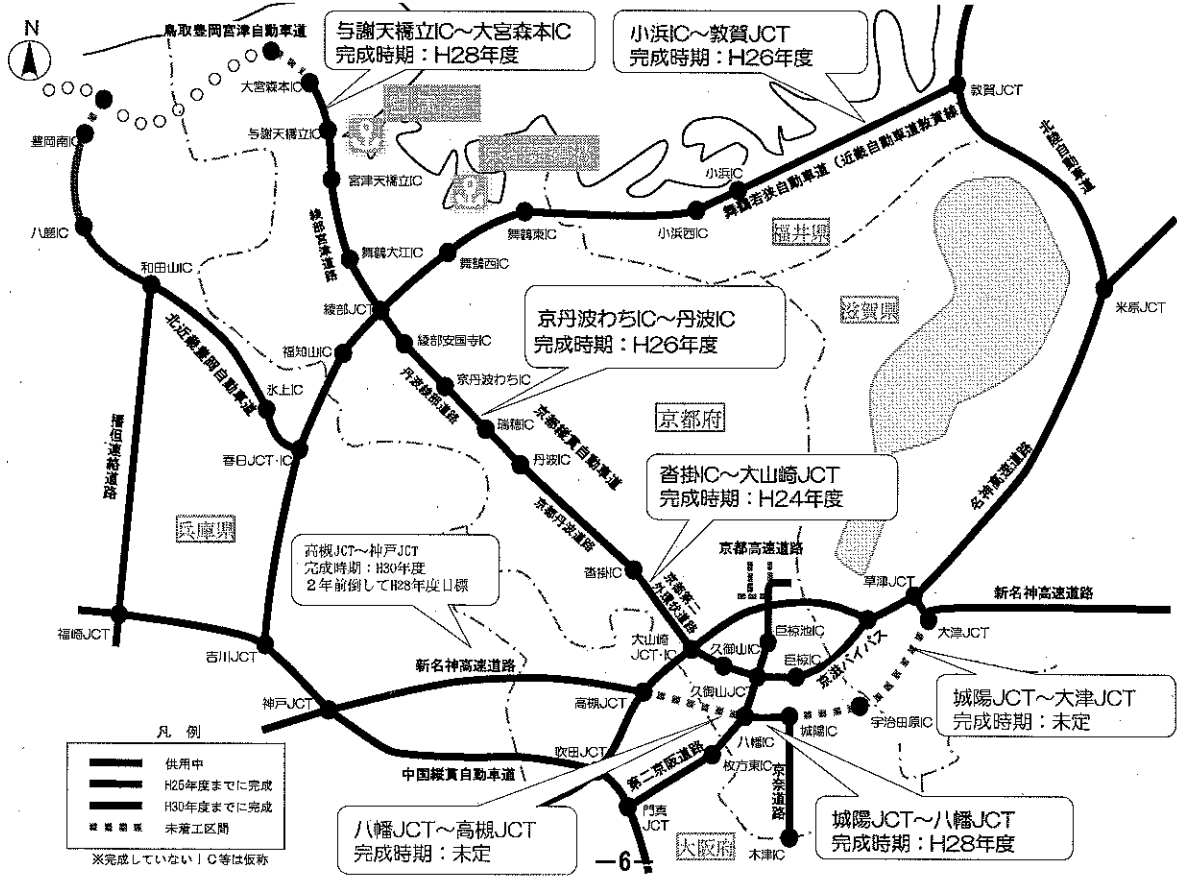 N
鳥取豊岡宮津自動車道
与謝天橋立IC～大宮森本IC
完成時期：H28年度
小浜IC～敦賀JCT
完成時期：H26年度
大宮森本IC
敦賀JCT
豊岡南IC
与謝天橋立IC
宮津天橋立IC
北陸自動車道
小浜IC
舞鶴若狭自動車道（近畿自動車道敦賀線）
八鹿IC
綾部宮津道路
舞鶴東IC
小浜西IC
福井県
舞鶴大江IC
舞鶴西IC
和田山IC
綾部JCT
滋賀県
米原JCT
京丹波わちIC～丹波IC
完成時期：H26年度
綾部安国寺IC
福知山IC
北近畿豊岡自動車道
氷上IC
丹波綾部道路
京丹波わちIC
京都縦貫自動車道
京都府
瑞穂IC
播但連絡道路
春日JCT・IC
丹波IC
名神高速道路
沓掛IC～大山崎JCT
完成時期：H24年度
京都丹波道路
兵庫県
高槻JCT～神戸JCT
完成時期：H30年度
２年前倒してH28年度目標
京都高速道路
沓掛IC
京都第二
外環状道路
草津JCT
新名神高速道路
福崎JCT
大山崎
JCT・IC
久御山IC
巨椋池IC
大津JCT
吉川JCT
新名神高速道路
巨椋IC
京滋バイパス
久御山JCT
高槻JCT
神戸JCT
城陽JCT～大津JCT
完成時期：未定
城陽IC
宇治田原IC
八幡IC
吹田JCT
枚方東IC
第二京阪道路
京奈道路
中国縦貫自動車道
凡 例
供用中
H25年度までに完成
H30年度までに完成
未着工区間
※完成していないＩＣ等は仮称
門真
JCT
八幡JCT～高槻JCT
完成時期：未定
城陽JCT～八幡JCT
完成時期：H28年度
大阪府
木津IC
—6—